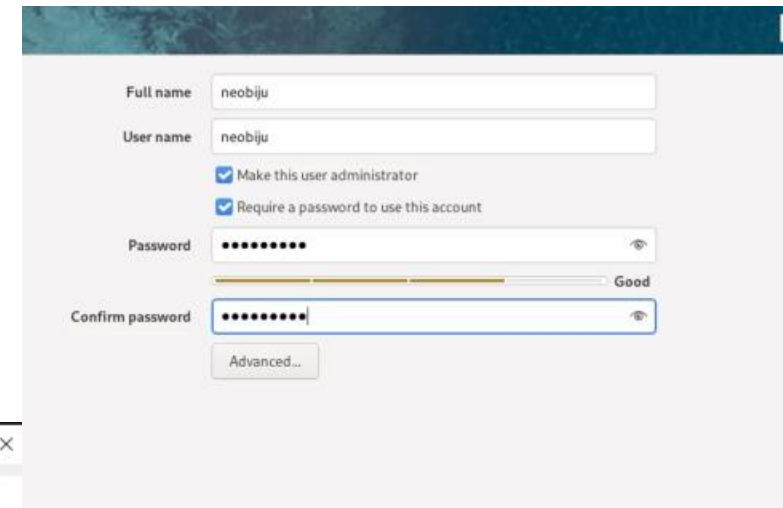 Full name neobiju
User name neobiju
Make this user administrator
Require a password to use this account
Password ●●●●●●●●●
Good
Confirm password ●●●●●●●●●
Advanced...